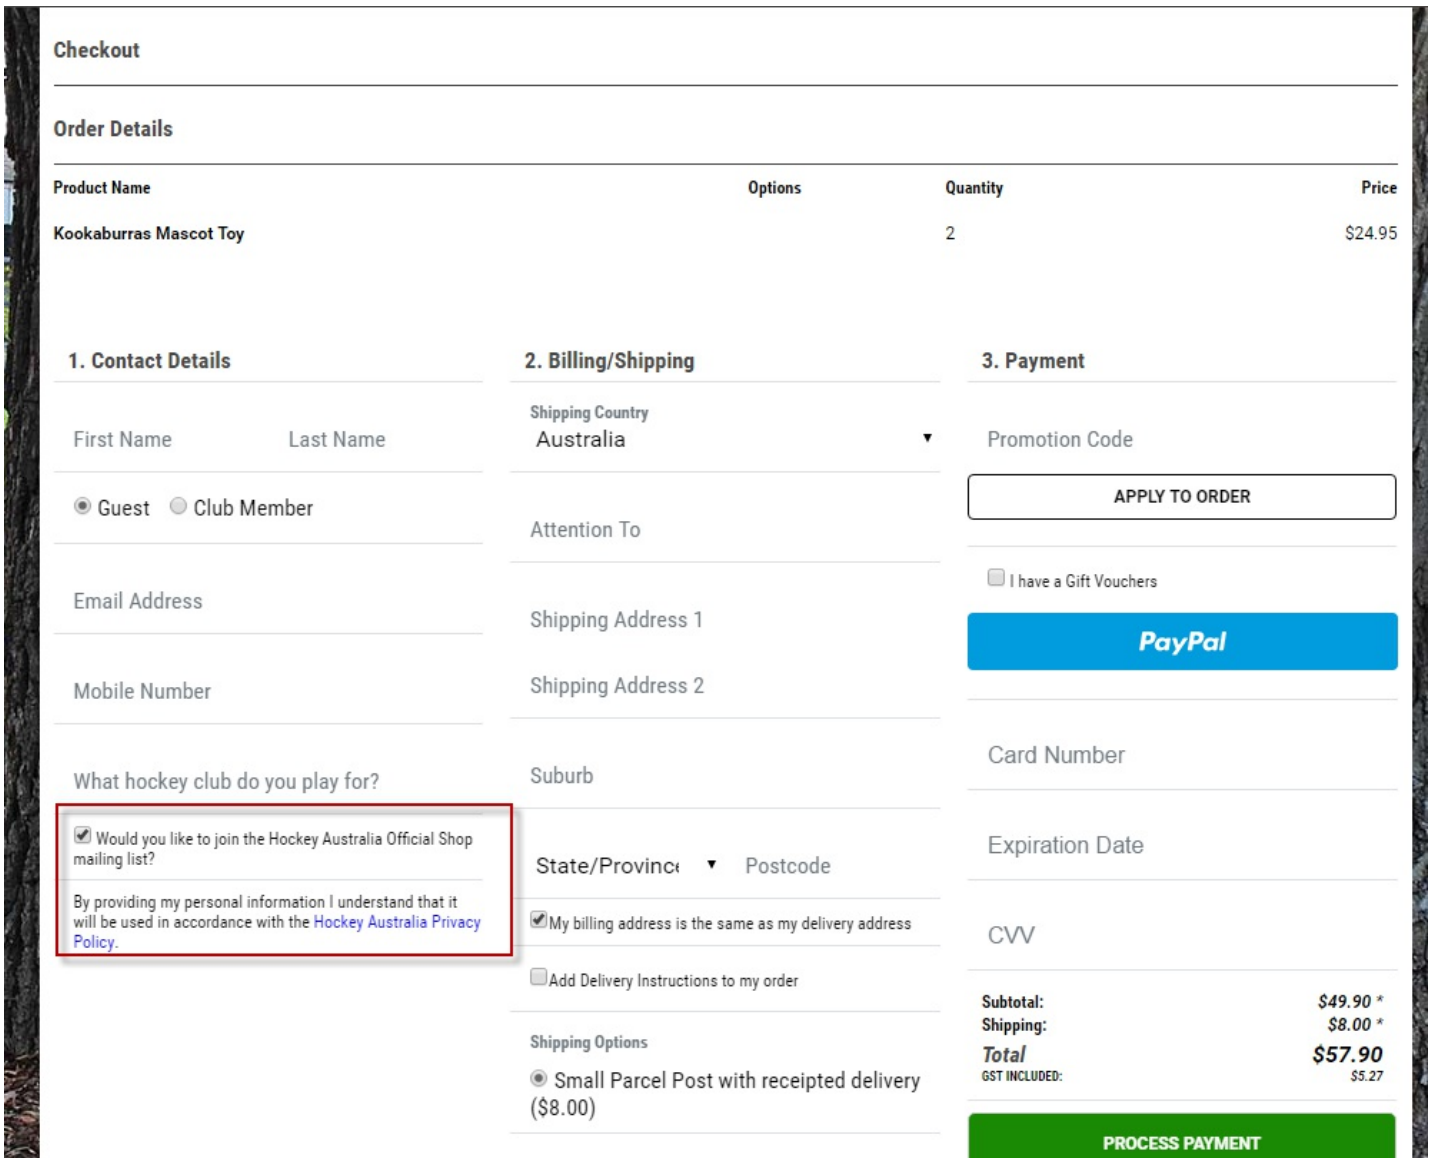 Checkout
Order Details
Product Name Options Quantity Price
Kookaburras Mascot Toy 2 $24.95
1. Contact Details
First Name Last Name
Guest Club Member
Email Address
Mobile Number
What hockey club do you play for?
Would you like to join the Hockey Australia Official Shop
mailing list?
By providing my personal information I understand that it
will be used in accordance with the Hockey Australia Privacy
Policy.
2. Billing/Shipping
Shipping Country
Australia
Attention To
Shipping Address 1
Shipping Address 2
Suburb
State/Province Postcode
My billing address is the same as my delivery address
Add Delivery Instructions to my order
Shipping Options
Small Parcel Post with receipted delivery
($8.00)
3. Payment
Promotion Code
APPLY TO ORDER
I have a Gift Vouchers
PayPal
Card Number
Expiration Date
CVV
Subtotal: $49.90 *
Shipping: $8.00 *
Total $57.90
GST INCLUDED: $5.27
PROCESS PAYMENT